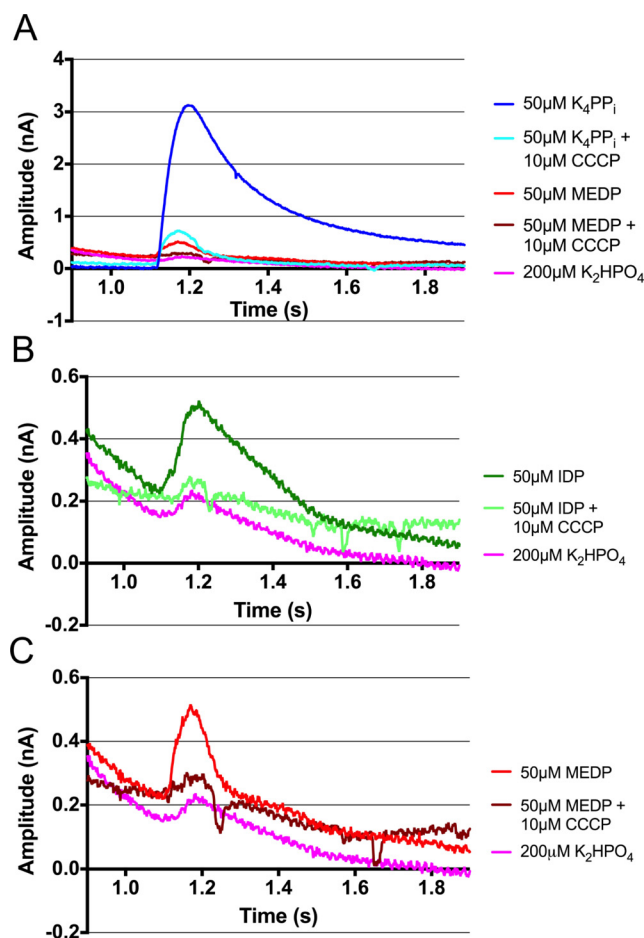 A
Amplitude (nA)
4
3
2
1
0
-1
1.0 1.2 1.4 1.6 1.8
Time (s)
50µM K₄PPᵢ
50µM K₄PPᵢ +
10µM CCCP
50µM MEDP
50µM MEDP +
10µM CCCP
200µM K₂HPO₄
B
Amplitude (nA)
0.6
0.4
0.2
0.0
-0.2
1.0 1.2 1.4 1.6 1.8
Time (s)
50µM IDP
50µM IDP +
10µM CCCP
200µM K₂HPO₄
C
Amplitude (nA)
0.6
0.4
0.2
0.0
-0.2
1.0 1.2 1.4 1.6 1.8
Time (s)
50µM MEDP
50µM MEDP +
10µM CCCP
200µM K₂HPO₄